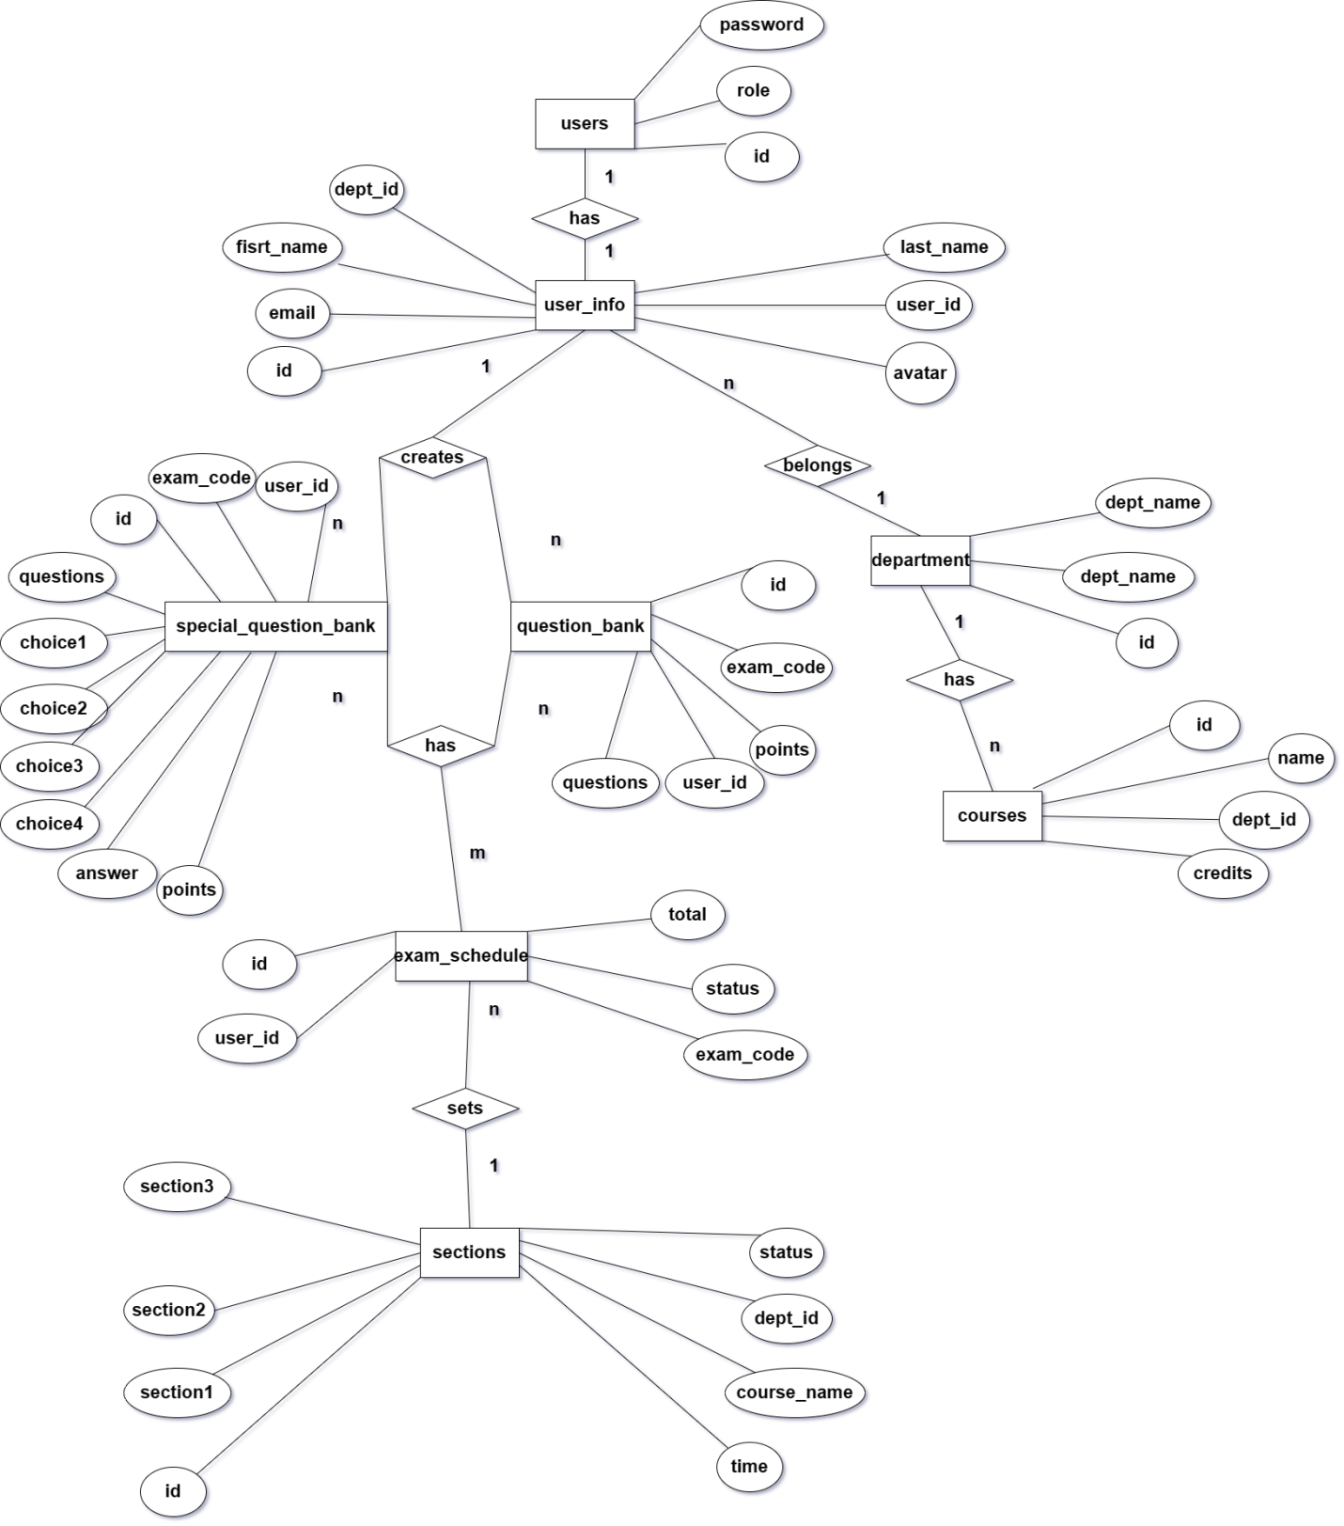 password
role
users
id
1
dept_id
has
fisrt_name
1
last_name
email
user_info
user_id
id
1
avatar
n
creates
belongs
exam_code
user_id
1
dept_name
id
n
n
department
questions
id
dept_name
special_question_bank
question_bank
1
choice1
id
exam_code
has
n
n
choice2
id
has
n
points
choice3
questions
user_id
name
choice4
courses
dept_id
m
answer
credits
points
total
id
exam_schedule
status
n
user_id
exam_code
sets
1
section3
sections
status
section2
dept_id
section1
course_name
time
id